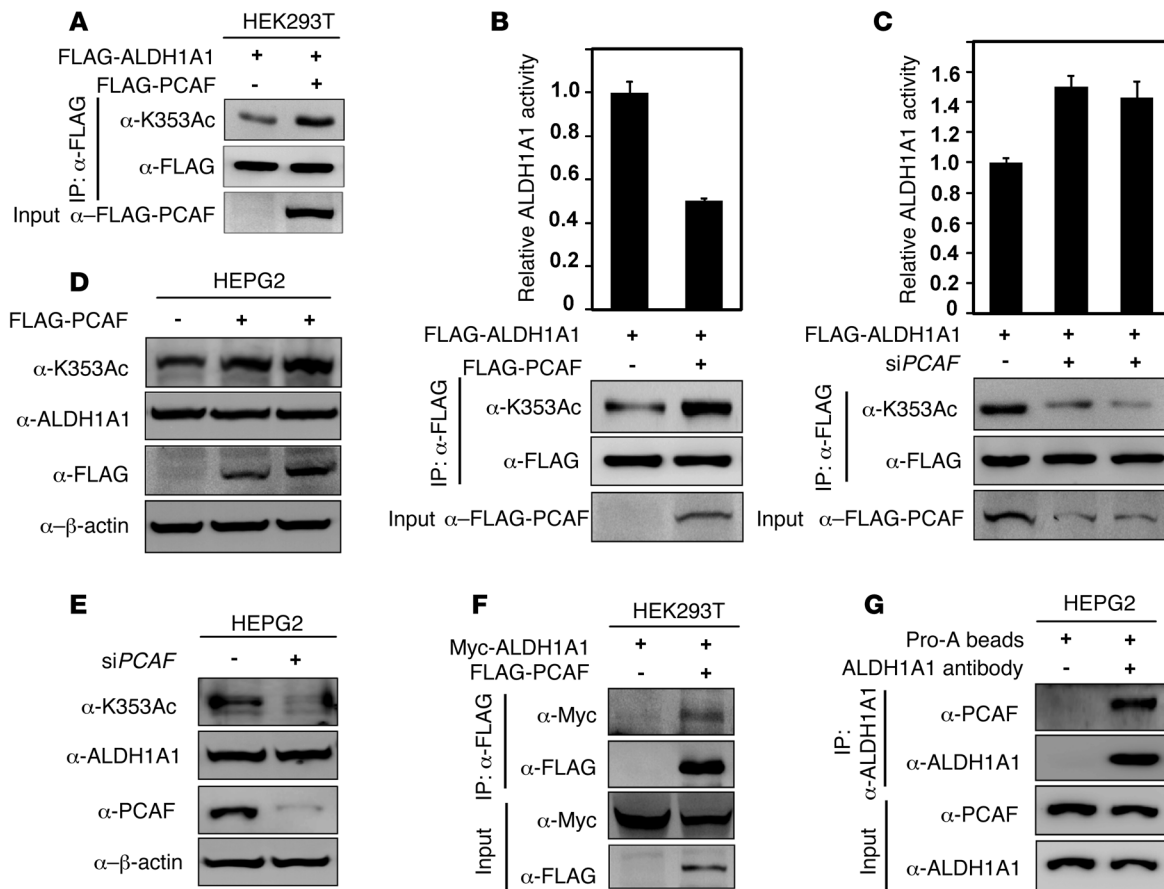 A
HEK293T
FLAG-ALDH1A1 + +
FLAG-PCAF - +
IP: α-FLAG
α-K353Ac
α-FLAG
Input α–FLAG-PCAF
B
Relative ALDH1A1 activity
1.0
0.8
0.6
0.4
0.2
0
FLAG-ALDH1A1 + +
FLAG-PCAF - +
IP: α-FLAG
α-K353Ac
α-FLAG
Input α–FLAG-PCAF
C
Relative ALDH1A1 activity
1.6
1.4
1.2
1.0
0.8
0.6
0.4
0.2
0
FLAG-ALDH1A1 + + +
siPCAF - + +
IP: α-FLAG
α-K353Ac
α-FLAG
Input α–FLAG-PCAF
D
HEPG2
FLAG-PCAF - + +
α-K353Ac
α-ALDH1A1
α-FLAG
α–β-actin
E
HEPG2
siPCAF - +
α-K353Ac
α-ALDH1A1
α-PCAF
α–β-actin
F
HEK293T
Myc-ALDH1A1 + +
FLAG-PCAF - +
IP: α-FLAG
α-Myc
α-FLAG
Input
α-Myc
α-FLAG
G
HEPG2
Pro-A beads + +
ALDH1A1 antibody - +
IP:
α-ALDH1A1
α-PCAF
α-ALDH1A1
Input
α-PCAF
α-ALDH1A1